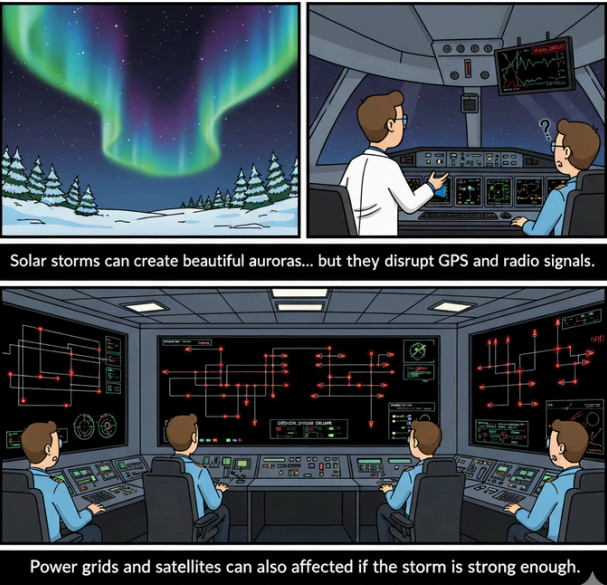 ?
Solar storms can create beautiful auroras... but they disrupt GPS and radio signals.
Power grids and satellites can also affected if the storm is strong enough.